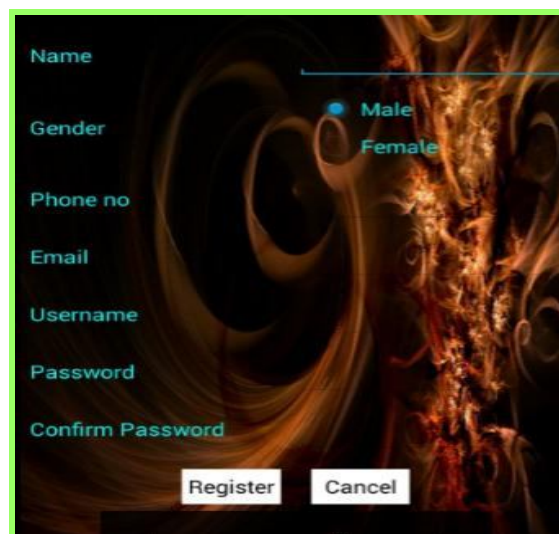 Name
Male
Gender
Female
Phone no
Email
Username
Password
Confirm Password
Register Cancel